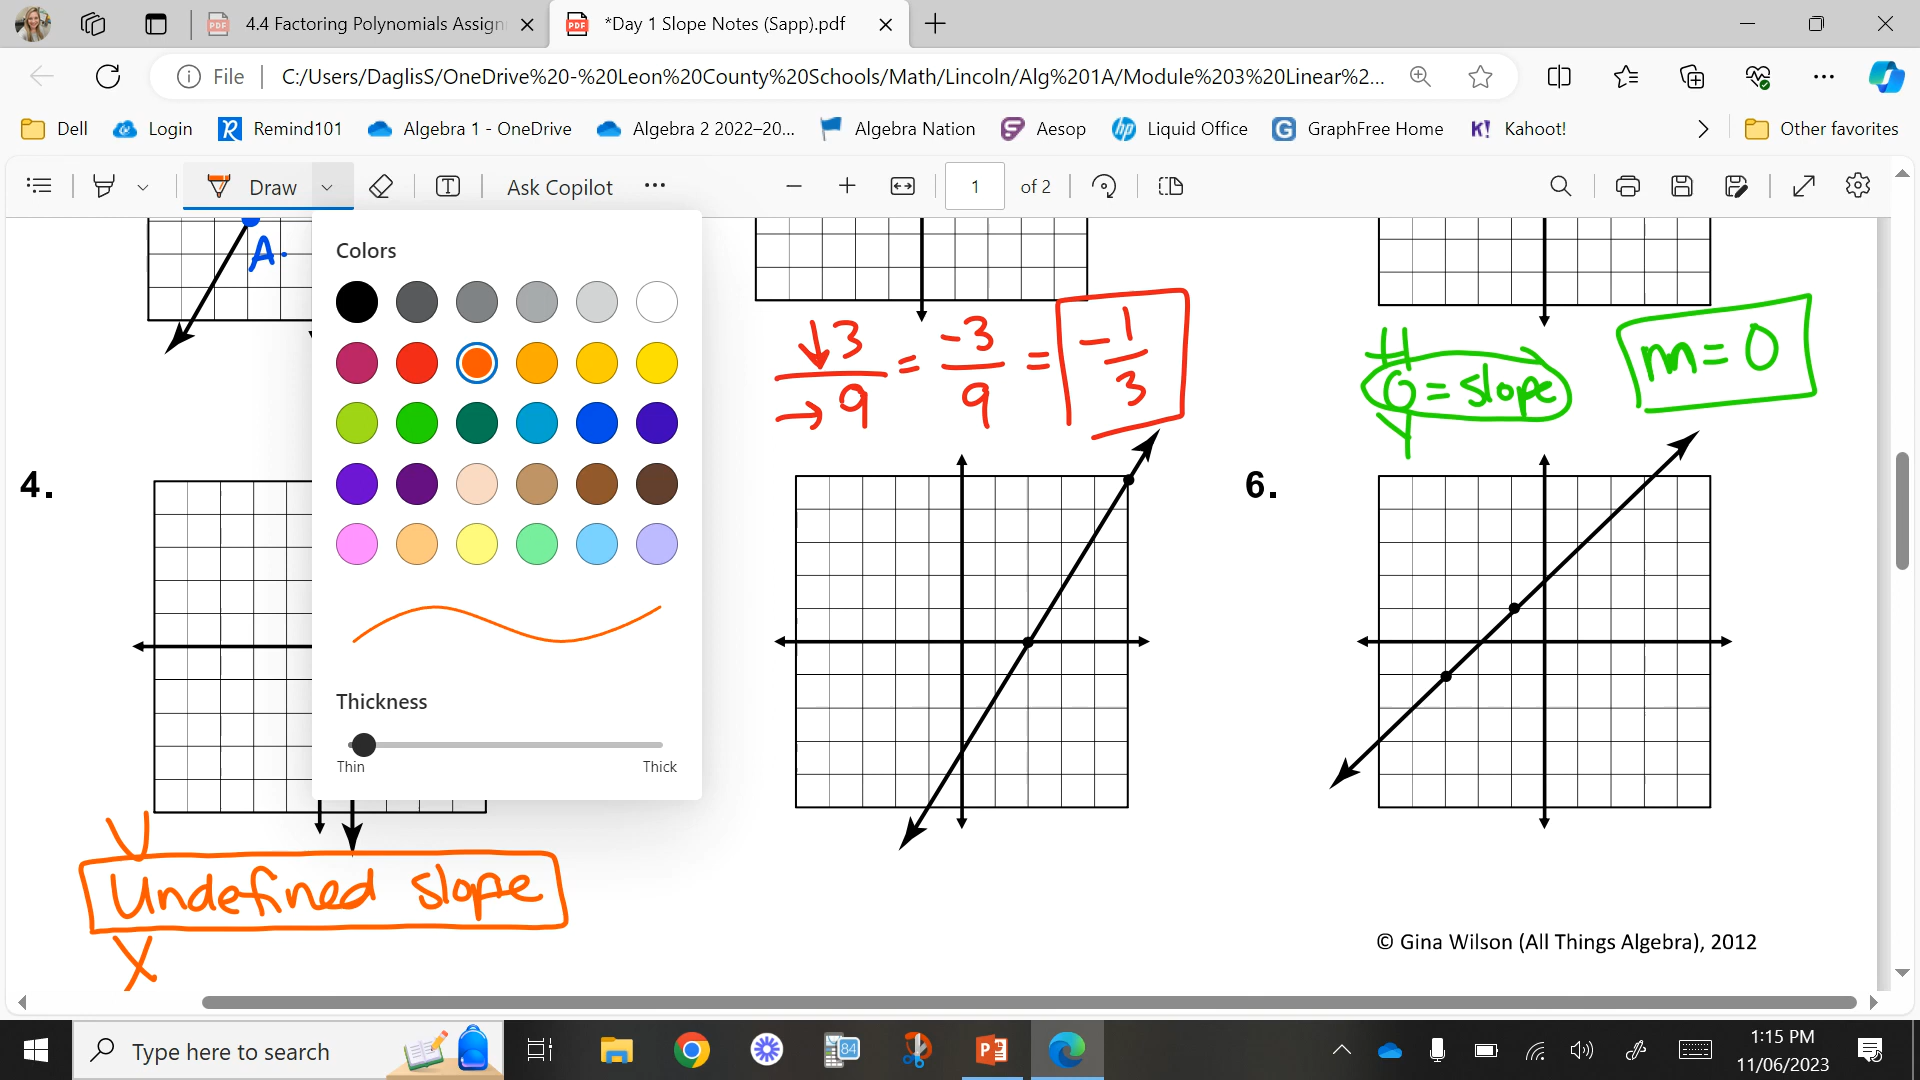 4.4 Factoring Polynomials Assign
*Day 1 Slope Notes (Sapp).pdf
File
C:/Users/DaglisS/OneDrive%20-%20Leon%20County%20Schools/Math/Lincoln/Alg%201A/Module%203%20Linear%2...
Dell
Login
Remind101
Algebra 1 - OneDrive
Algebra 2 2022–20...
Algebra Nation
Aesop
Liquid Office
GraphFree Home
Kahoot!
Other favorites
Draw
Ask Copilot
1 of 2
A.
Colors
↓3/→9 = -3/9 = -1/3
H
O = slope
Y
m = 0
4.
6.
Thickness
Thin
Thick
V
Undefined slope
X
© Gina Wilson (All Things Algebra), 2012
Type here to search
84
1:15 PM
11/06/2023